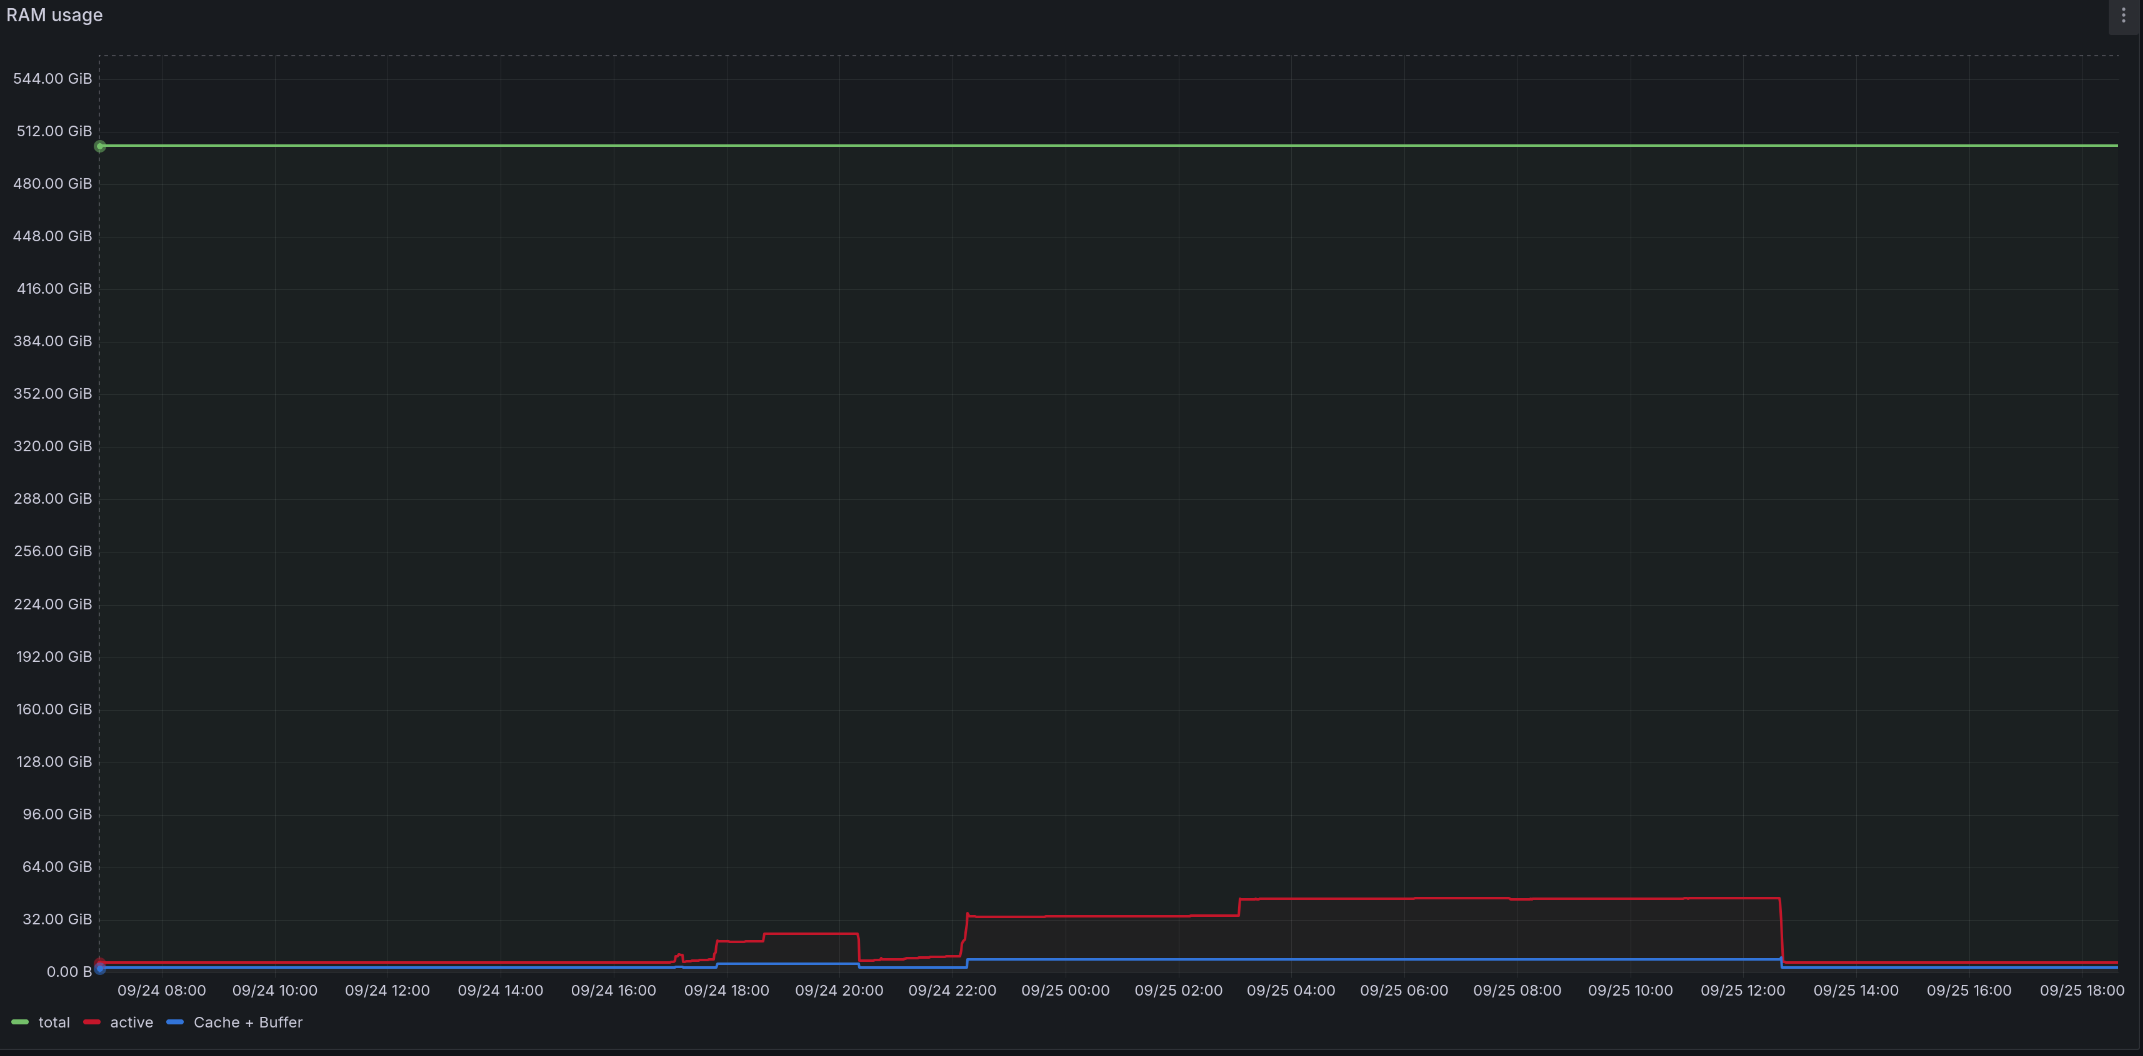 RAM usage
544.00 GiB
512.00 GiB
480.00 GiB
448.00 GiB
416.00 GiB
384.00 GiB
352.00 GiB
320.00 GiB
288.00 GiB
256.00 GiB
224.00 GiB
192.00 GiB
160.00 GiB
128.00 GiB
96.00 GiB
64.00 GiB
32.00 GiB
0.00 B
09/24 08:00 09/24 10:00 09/24 12:00 09/24 14:00 09/24 16:00 09/24 18:00 09/24 20:00 09/24 22:00 09/25 00:00 09/25 02:00 09/25 04:00 09/25 06:00 09/25 08:00 09/25 10:00 09/25 12:00 09/25 14:00 09/25 16:00 09/25 18:00
total active Cache + Buffer